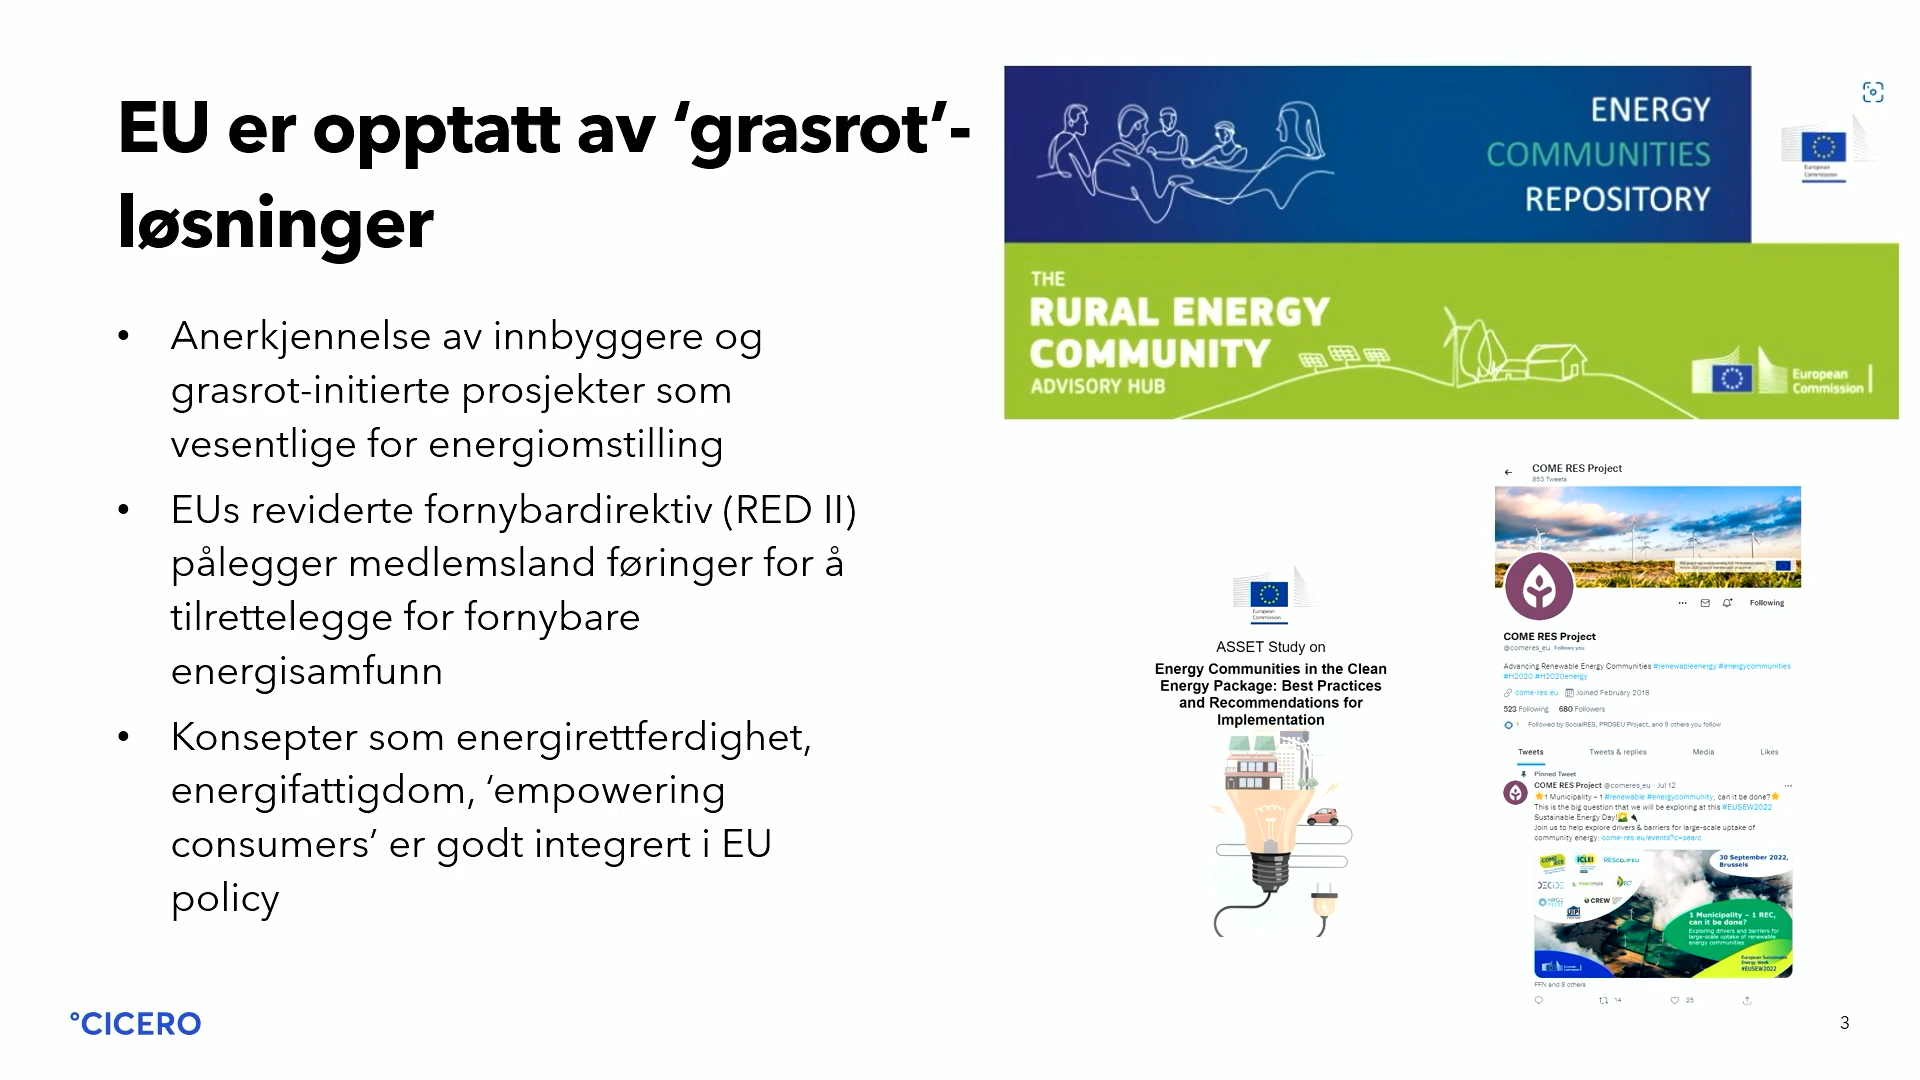 EU er opptatt av ‘grasrot’-
løsninger
• Anerkjennelse av innbyggere og
grasrot-initierte prosjekter som
vesentlige for energiomstilling
• EUs reviderte fornybardirektiv (RED II)
pålegger medlemsland føringer for å
tilrettelegge for fornybare
energisamfunn
• Konsepter som energirettferdighet,
energifattigdom, ‘empowering
consumers’ er godt integrert i EU
policy
ENERGY
COMMUNITIES
REPOSITORY
European
Commission
THE
RURAL ENERGY
COMMUNITY
ADVISORY HUB
European
Commission
European
Commission
ASSET Study on
Energy Communities in the Clean
Energy Package: Best Practices
and Recommendations for
Implementation
COME RES Project
853 Tweets
Following
COME RES Project
@comeres_eu Follows you
Advancing Renewable Energy Communities #renewableenergy #energycommunities
#H2020 #H2020energy
come-res.eu Joined February 2018
523 Following 680 Followers
Followed by SocialRES, PROSEU Project, and 9 others you follow
Tweets Tweets & replies Media Likes
Pinned Tweet
COME RES Project @comeres_eu · Jul 12
1 Municipality – 1 #renewable #energycommunity, can it be done?
This is the big question that we will be exploring at this #EUSEW2022
Sustainable Energy Day!
Join us to help explore drivers & barriers for large-scale uptake of
community energy: come-res.eu/events?c=searc
30 September 2022,
Brussels
COME RES
ICLEI
REScoop.eu
DECIDE
CREW
1 Municipality – 1 REC,
can it be done?
Exploring drivers and barriers for
large-scale uptake of renewable
energy communities
European Sustainable
Energy Week
#EUSEW2022
FFN and 8 others
14 25
°CICERO
3